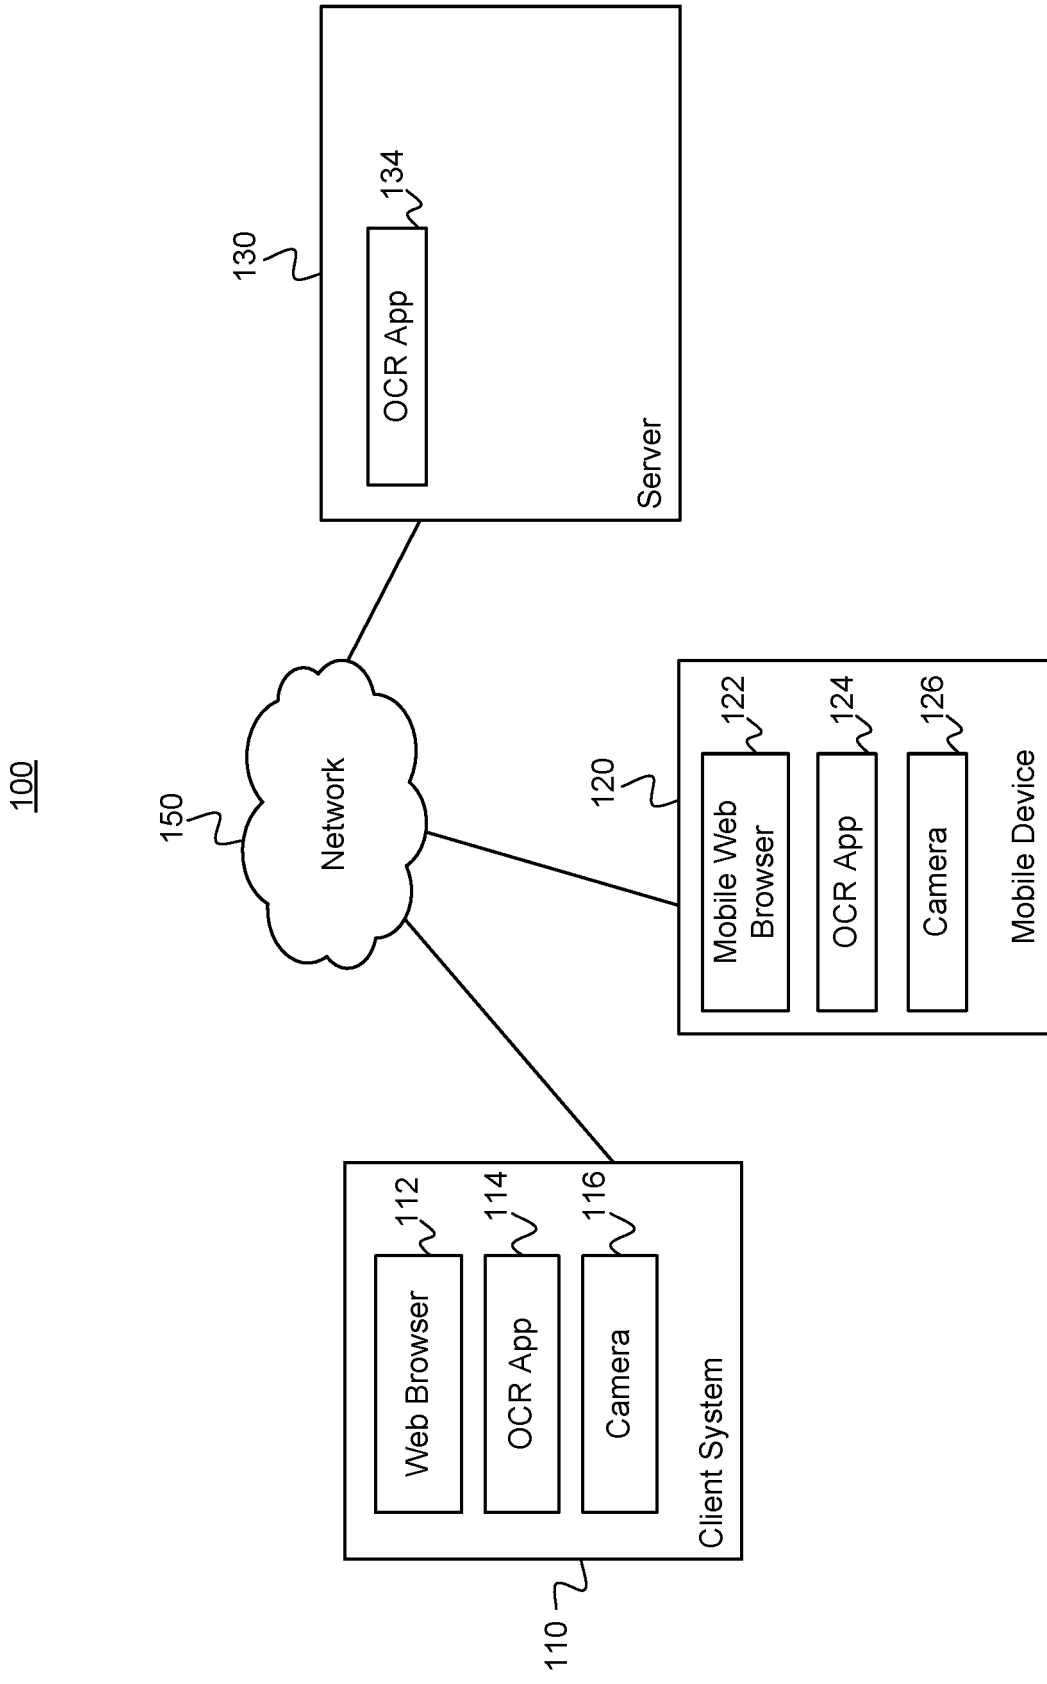 100
150
Network
130
OCR App
134
Server
110
Web Browser
112
OCR App
114
Camera
116
Client System
120
Mobile Web
Browser
122
OCR App
124
Camera
126
Mobile Device